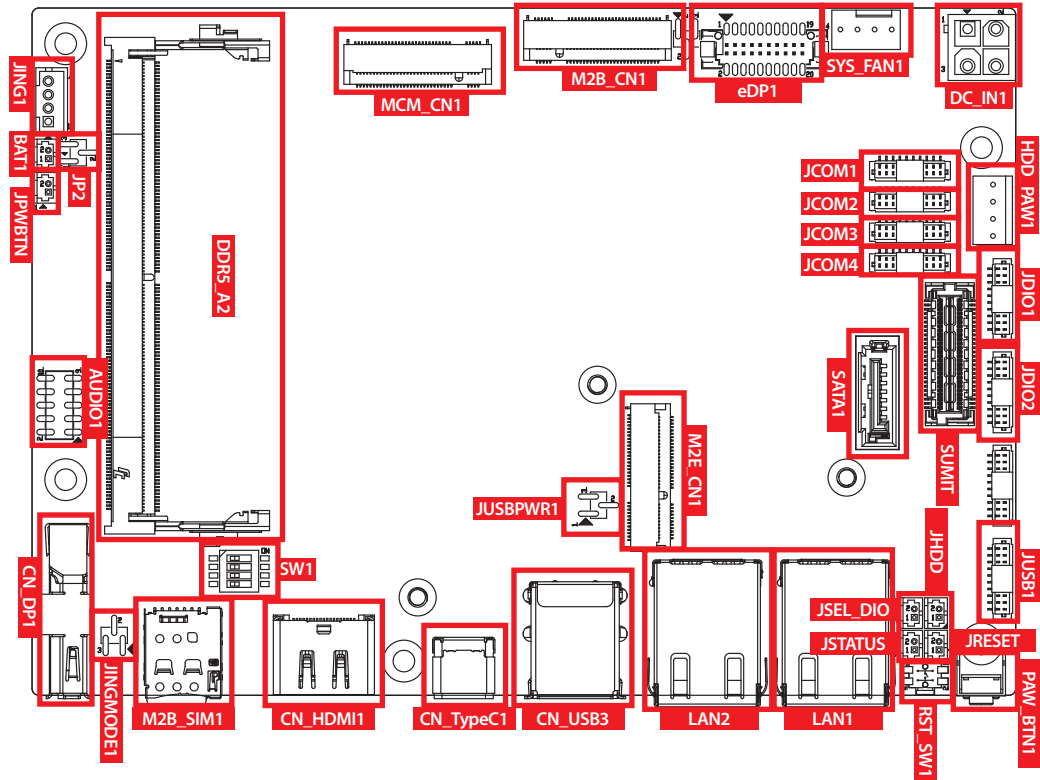 SYS_FAN1
M2B_CN1
eDP1
MCM_CN1
DC_IN1
JING1
BAT1
JP2
JPWBTN
DDR5_A2
JCOM1
JCOM2
JCOM3
JCOM4
HDD_PAW1
JDIO1
JDIO2
AUDIO1
SATA1
SUMIT
M2E_CN1
JUSBPWR1
CN_DP1
SW1
ON
JHDD
JUSB1
JSEL_DIO
JSTATUS
JRESET
JINGMODE1
M2B_SIM1
CN_HDMI1
CN_TypeC1
CN_USB3
LAN2
LAN1
RST_SW1
PAW_BTN1